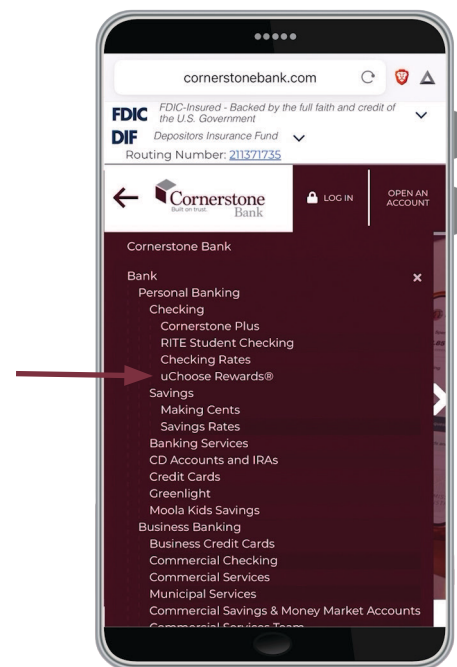 cornerstonebank.com
FDIC FDIC-Insured - Backed by the full faith and credit of
the U.S. Government
DIF Depositors Insurance Fund
Routing Number: 211371735
Cornerstone
Bank
Built on trust.
LOG IN
OPEN AN
ACCOUNT
Cornerstone Bank
Bank
Personal Banking
Checking
Cornerstone Plus
RITE Student Checking
Checking Rates
uChoose Rewards®
Savings
Making Cents
Savings Rates
Banking Services
CD Accounts and IRAs
Credit Cards
Greenlight
Moola Kids Savings
Business Banking
Business Credit Cards
Commercial Checking
Commercial Services
Municipal Services
Commercial Savings & Money Market Accounts
Commercial Services Team